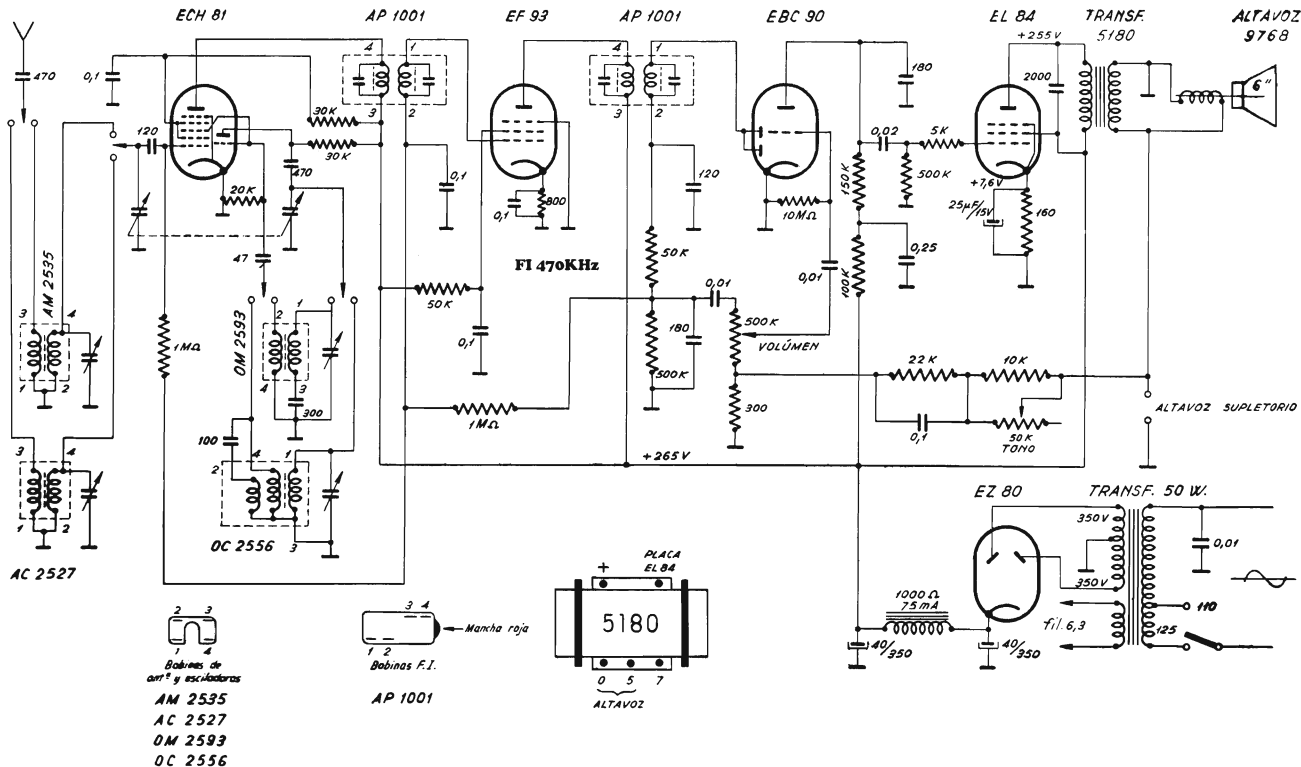 ECH 81
AP 1001
EF 93
AP 1001
EBC 90
EL 84
TRANSF.
5180
ALTAVOZ
9768
+255V
470
0,1
4
1
4
1
180
2000
6"
30K
3
2
3
2
120
30K
0,02
5K
470
0,1
120
150K
500K
20K
0,1
800
10MΩ
+7,6V
25µF/15V
160
47
FI 470KHz
50K
0,01
100K
0,25
AM 2535
3
4
1MΩ
OM 2593
2
1
50K
0,01
500K
VOLÚMEN
0,1
180
1
2
4
3
500K
22K
10K
300
1MΩ
300
0,1
50K
TONO
ALTAVOZ SUPLETORIO
100
3
4
2
4
1
+265V
EZ 80
TRANSF. 50 W.
350V
0,01
1
2
3
OC 2556
AC 2527
+
PLACA
EL 84
350V
1000 Ω
75mA
fil. 6,3
110
125
5180
40/350
40/350
2
3
1
4
3 4
1 2
Mancha roja
Bobinas de
antª y osciladoras
Bobinas F.I.
0
5
7
ALTAVOZ
AM 2535
AP 1001
AC 2527
OM 2593
OC 2556